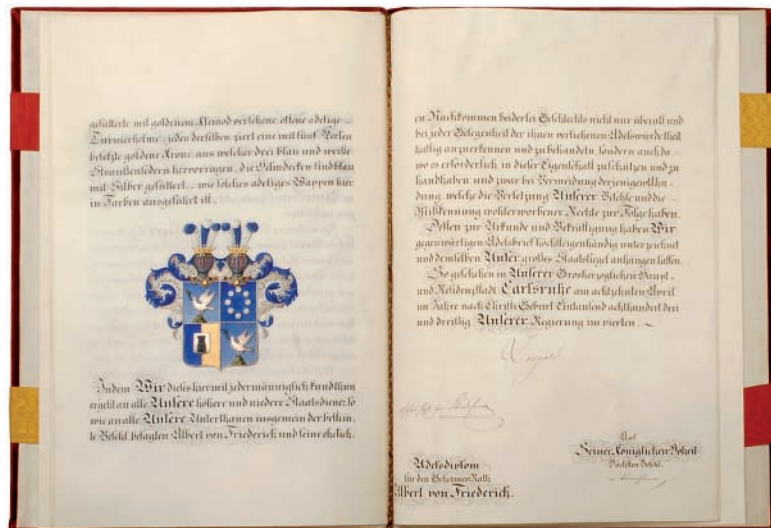 gefütterte mit goldenem Kleinod versehene offene adelige
Turnierhelme, jeden derselben ziert eine mit fünf Perlen
besetzte goldene Krone aus welcher drei blau und weiße
Straußenfedern hervorragen, die Helmdecken sind blau
mit Silber gefüttert, wie solches adeliges Wappen hier
in Farben ausgeführt ist.
Indem Wir dieses hiermit jedermänniglich kund thun
ergeht an alle Unsere höhere und niedere Staatsdiener, so
wie an alle Unsere Unterthanen insgemein der bestim,
te Befehl, besagten Albert von Friederich und seine ehelich,
en Nachkommen beiderlei Geschlechts nicht nur überall und
bei jeder Gelegenheit der ihnen verliehenen Adelswürde theil
haftig anzuerkennen und zu behandeln, sondern auch da
wo es erforderlich, in dieser Eigenschaft zu schützen und zu
handhaben und zwar bei Vermeidung derjenigen Ahn-
dung, welche die Verletzung Unserer Befehle und die
Mißkennung wohlerworbener Rechte zur Folge haben.
Dessen zur Urkunde und Bekräftigung haben Wir
gegenwärtigen Adelsbrief höchsteigenhändig unterzeichnet
und demselben Unser großes Staatssiegel anhängen lassen.
So geschehen in Unserer Großherzoglichen Haupt-
und Residenzstadt Carlsruhe am achtzehnten April
im Jahre nach Christi Geburt Eintausend achthundert drei
und dreißig Unserer Regierung im vierten.
Leopold
Auf
Seiner Königlichen Hoheit
Höchsten Befehl.
Adelsdiplom
für den Geheimen Rath
Albert von Friederich.